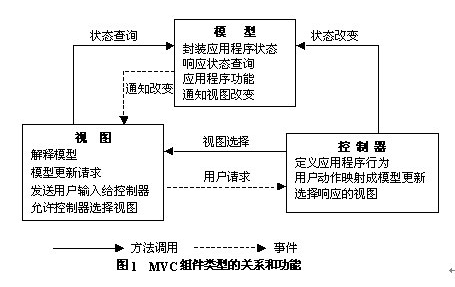 模 型
封装应用程序状态
响应状态查询
应用程序功能
通知视图改变
状态查询
状态改变
通知改变
视 图
解释模型
模型更新请求
发送用户输入给控制器
允许控制器选择视图
视图选择
用户请求
控 制 器
定义应用程序行为
用户动作映射成模型更新
选择响应的视图
方法调用
事件
图1 MVC组件类型的关系和功能